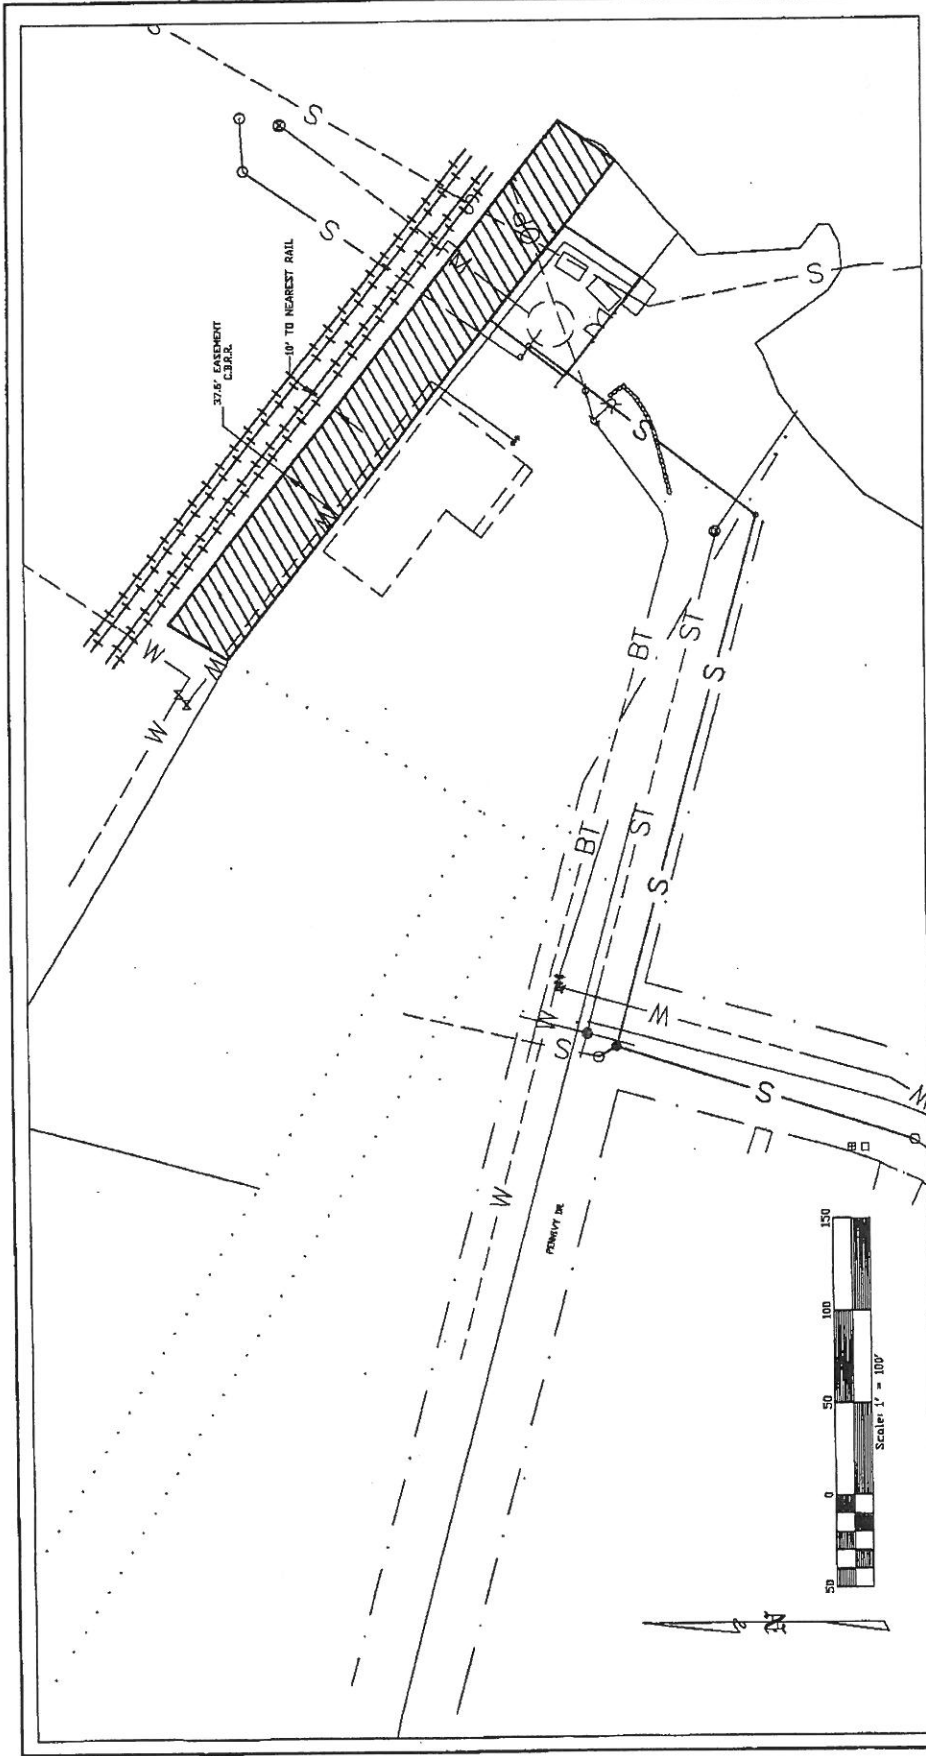 S
S
37.5' EASEMENT
C.B.R.R.
10' TO NEAREST RAIL
S
W
W
W
W
S
BT
ST
S
BT
ST
S
W
W
S
S
W
W
PENNIVY DR.
50
0
50
100
150
Scale: 1" = 100'
N